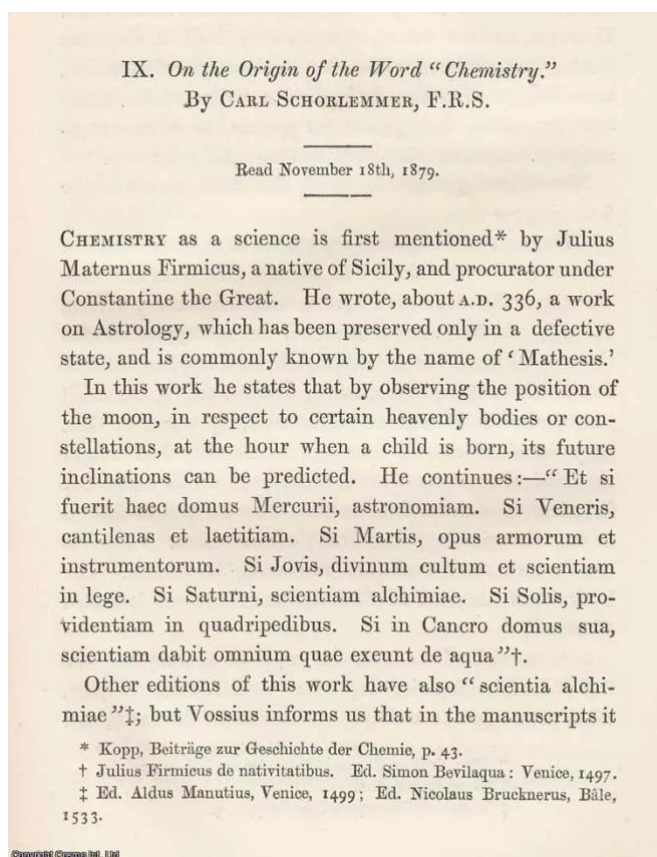 IX. On the Origin of the Word “Chemistry.”
By CARL SCHORLEMMER, F.R.S.
Read November 18th, 1879.
CHEMISTRY as a science is first mentioned* by Julius
Maternus Firmicus, a native of Sicily, and procurator under
Constantine the Great. He wrote, about A.D. 336, a work
on Astrology, which has been preserved only in a defective
state, and is commonly known by the name of ‘Mathesis.’
In this work he states that by observing the position of
the moon, in respect to certain heavenly bodies or con-
stellations, at the hour when a child is born, its future
inclinations can be predicted. He continues:—“Et si
fuerit haec domus Mercurii, astronomiam. Si Veneris,
cantilenas et laetitiam. Si Martis, opus armorum et
instrumentorum. Si Jovis, divinum cultum et scientiam
in lege. Si Saturni, scientiam alchimiae. Si Solis, pro-
videntiam in quadripedibus. Si in Cancro domus sua,
scientiam dabit omnium quae exeunt de aqua”†.
Other editions of this work have also “scientia alchi-
miae”‡; but Vossius informs us that in the manuscripts it
* Kopp, Beiträge zur Geschichte der Chemie, p. 43.
† Julius Firmicus de nativitatibus. Ed. Simon Bevilaqua: Venice, 1497.
‡ Ed. Aldus Manutius, Venice, 1499; Ed. Nicolaus Brucknerus, Bâle,
1533.
Copyright Cosmo Int. Ltd